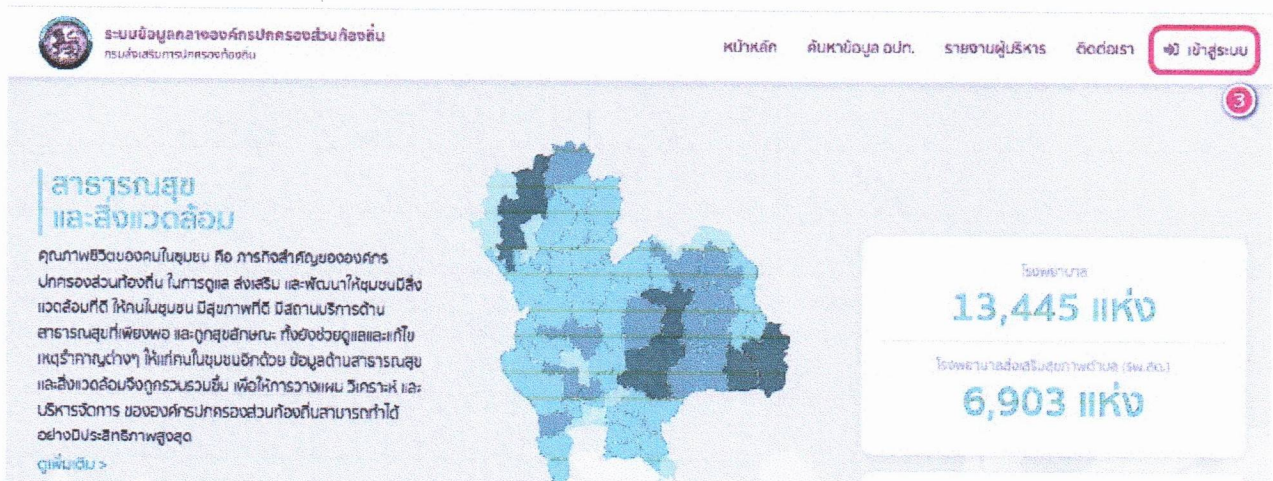 ระบบข้อมูลกลางองค์กรปกครองส่วนท้องถิ่น
กรมส่งเสริมการปกครองท้องถิ่น
หน้าหลัก ค้นหาข้อมูล อปท. รายงานผู้บริหาร ติดต่อเรา เข้าสู่ระบบ
3
สาธารณสุข
และสิ่งแวดล้อม
คุณภาพชีวิตของคนในชุมชน คือ ภารกิจสำคัญขององค์กร
ปกครองส่วนท้องถิ่น ในการดูแล ส่งเสริม และพัฒนาให้ชุมชนมีสิ่ง
แวดล้อมที่ดี ให้คนในชุมชน มีสุขภาพที่ดี มีสถานบริการด้าน
สาธารณสุขที่เพียงพอ และถูกสุขลักษณะ ทั้งยังช่วยดูแลและแก้ไข
เหตุรำคาญต่างๆ ให้แก่คนในชุมชนอีกด้วย ข้อมูลด้านสาธารณสุข
และสิ่งแวดล้อมจึงถูกรวบรวมขึ้น เพื่อให้การวางแผน วิเคราะห์ และ
บริหารจัดการ ขององค์กรปกครองส่วนท้องถิ่นสามารถทำได้
อย่างมีประสิทธิภาพสูงสุด
ดูเพิ่มเติม >
โรงพยาบาล
13,445 แห่ง
โรงพยาบาลส่งเสริมสุขภาพตำบล (รพ.สต.)
6,903 แห่ง